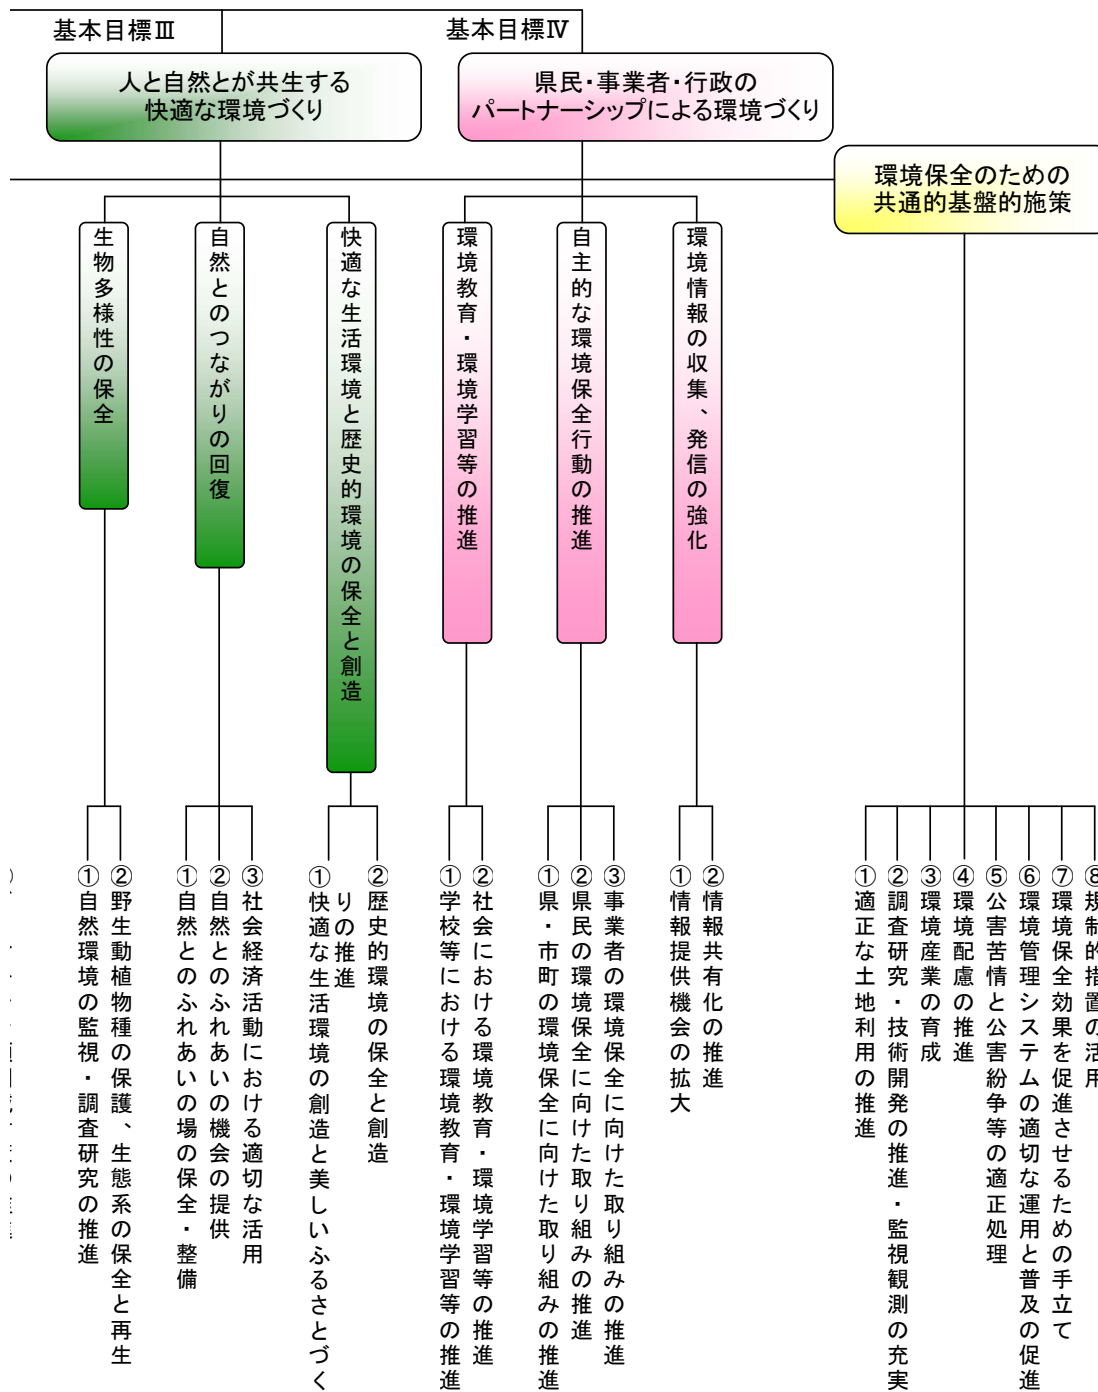 基本目標Ⅲ
人と自然とが共生する
快適な環境づくり
基本目標Ⅳ
県民・事業者・行政の
パートナーシップによる環境づくり
環境保全のための
共通的基盤的施策
生物多様性の保全
自然とのつながりの回復
快適な生活環境と歴史的環境の保全と創造
環境教育・環境学習等の推進
自主的な環境保全行動の推進
環境情報の収集、発信の強化
①自然環境の監視・調査研究の推進
②野生動植物種の保護、生態系の保全と再生
①自然とのふれあいの場の保全・整備
②自然とのふれあいの機会の提供
③社会経済活動における適切な活用
①快適な生活環境の創造と美しいふるさとづく
りの推進
②歴史的環境の保全と創造
①学校等における環境教育・環境学習等の推進
②社会における環境教育・環境学習等の推進
①県・市町の環境保全に向けた取り組みの推進
②県民の環境保全に向けた取り組みの推進
③事業者の環境保全に向けた取り組みの推進
①情報提供機会の拡大
②情報共有化の推進
①適正な土地利用の推進
②調査研究・技術開発の推進・監視観測の充実
③環境産業の育成
④環境配慮の推進
⑤公害苦情と公害紛争等の適正処理
⑥環境管理システムの適切な運用と普及の促進
⑦環境保全効果を促進させるための手立て
⑧規制的措置の活用